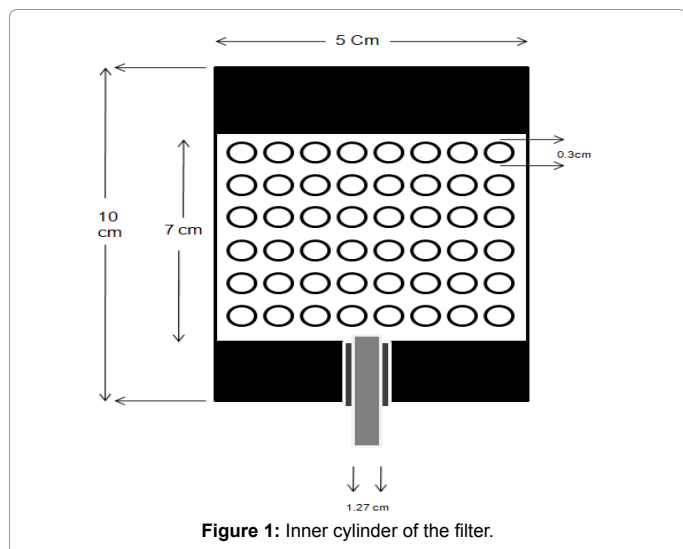 5 Cm
0.3cm
10
cm
7 cm
1.27 cm
Figure 1: Inner cylinder of the filter.